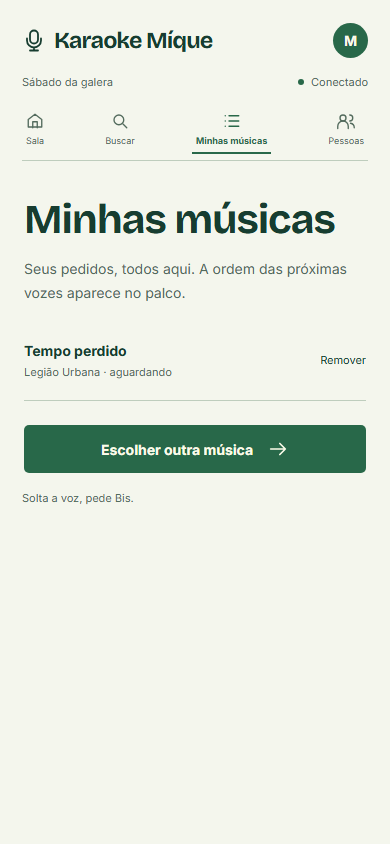 Karaoke Míque
M
Sábado da galera
Conectado
Sala
Buscar
Minhas músicas
Pessoas
Minhas músicas
Seus pedidos, todos aqui. A ordem das próximas
vozes aparece no palco.
Tempo perdido
Legião Urbana · aguardando
Remover
Escolher outra música
Solta a voz, pede Bis.